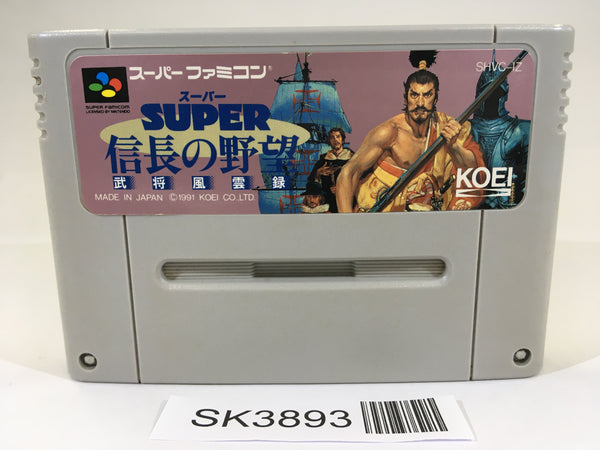 スーパーファミコン®
SHVC-IZ
SUPER FAMICOM
LICENSED BY NINTENDO
スーパー
SUPER
信長の野望
武将風雲録
KOEI
MADE IN JAPAN ©1991 KOEI CO.,LTD.
SK3893